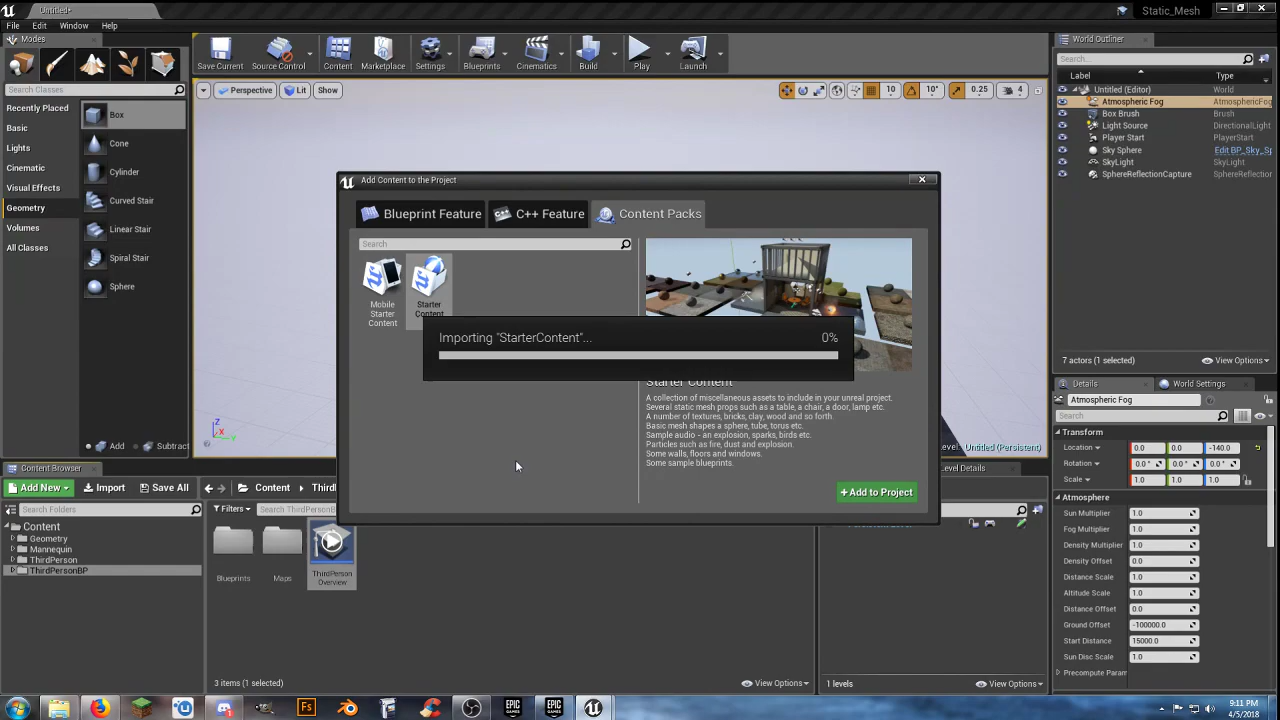 Untitled*
Static_Mesh
File Edit Window Help
Modes
Search Classes
Recently Placed
Basic
Lights
Cinematic
Visual Effects
Geometry
Volumes
All Classes
Box
Cone
Cylinder
Curved Stair
Linear Stair
Spiral Stair
Sphere
Add Subtract
Save Current Source Control Content Marketplace Settings Blueprints Cinematics Build Play Launch
Perspective Lit Show
10 10° 0.25 4
Add Content to the Project
Blueprint Feature C++ Feature Content Packs
Search
Mobile
Starter
Content
Starter
Content
Importing "StarterContent"... 0%
Starter Content
A collection of miscellaneous assets to include in your unreal project.
Several static mesh props such as a table, a chair, a door, lamp etc.
A number of textures, bricks, clay, wood and so forth.
Basic mesh shapes a sphere, tube, torus etc.
Sample audio - an explosion, sparks, birds etc.
Particles such as fire, dust and explosion.
Some walls, floors and windows.
Some sample blueprints.
+ Add to Project
Z
X Y
Untitled (Persistent)
Content Browser
Add New Import Save All Content Third
Search Folders
Filters Search ThirdPersonB
Content
Geometry
Mannequin
ThirdPerson
ThirdPersonBP
Blueprints
Maps
ThirdPerson
Overview
3 items (1 selected) View Options
Level Details
1 levels View Options
World Outliner
Search...
Label Type
Untitled (Editor) World
Atmospheric Fog AtmosphericFog
Box Brush Brush
Light Source DirectionalLight
Player Start PlayerStart
Sky Sphere Edit BP_Sky_Sp
SkyLight SkyLight
SphereReflectionCapture SphereReflection
7 actors (1 selected) View Options
Details World Settings
Atmospheric Fog
Search
Transform
Location 0.0 0.0 -140.0
Rotation 0.0° 0.0° 0.0°
Scale 1.0 1.0 1.0
Atmosphere
Sun Multiplier 1.0
Fog Multiplier 1.0
Density Multiplier 1.0
Density Offset 0.0
Distance Scale 1.0
Altitude Scale 1.0
Distance Offset 0.0
Ground Offset -100000.0
Start Distance 15000.0
Sun Disc Scale 1.0
Precompute Param
Fs
EPIC
GAMES
EPIC
GAMES
9:11 PM
4/5/2018